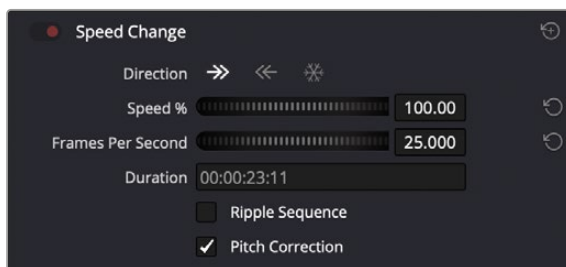 Speed Change
Direction
Speed % 100.00
Frames Per Second 25.000
Duration 00:00:23:11
Ripple Sequence
Pitch Correction